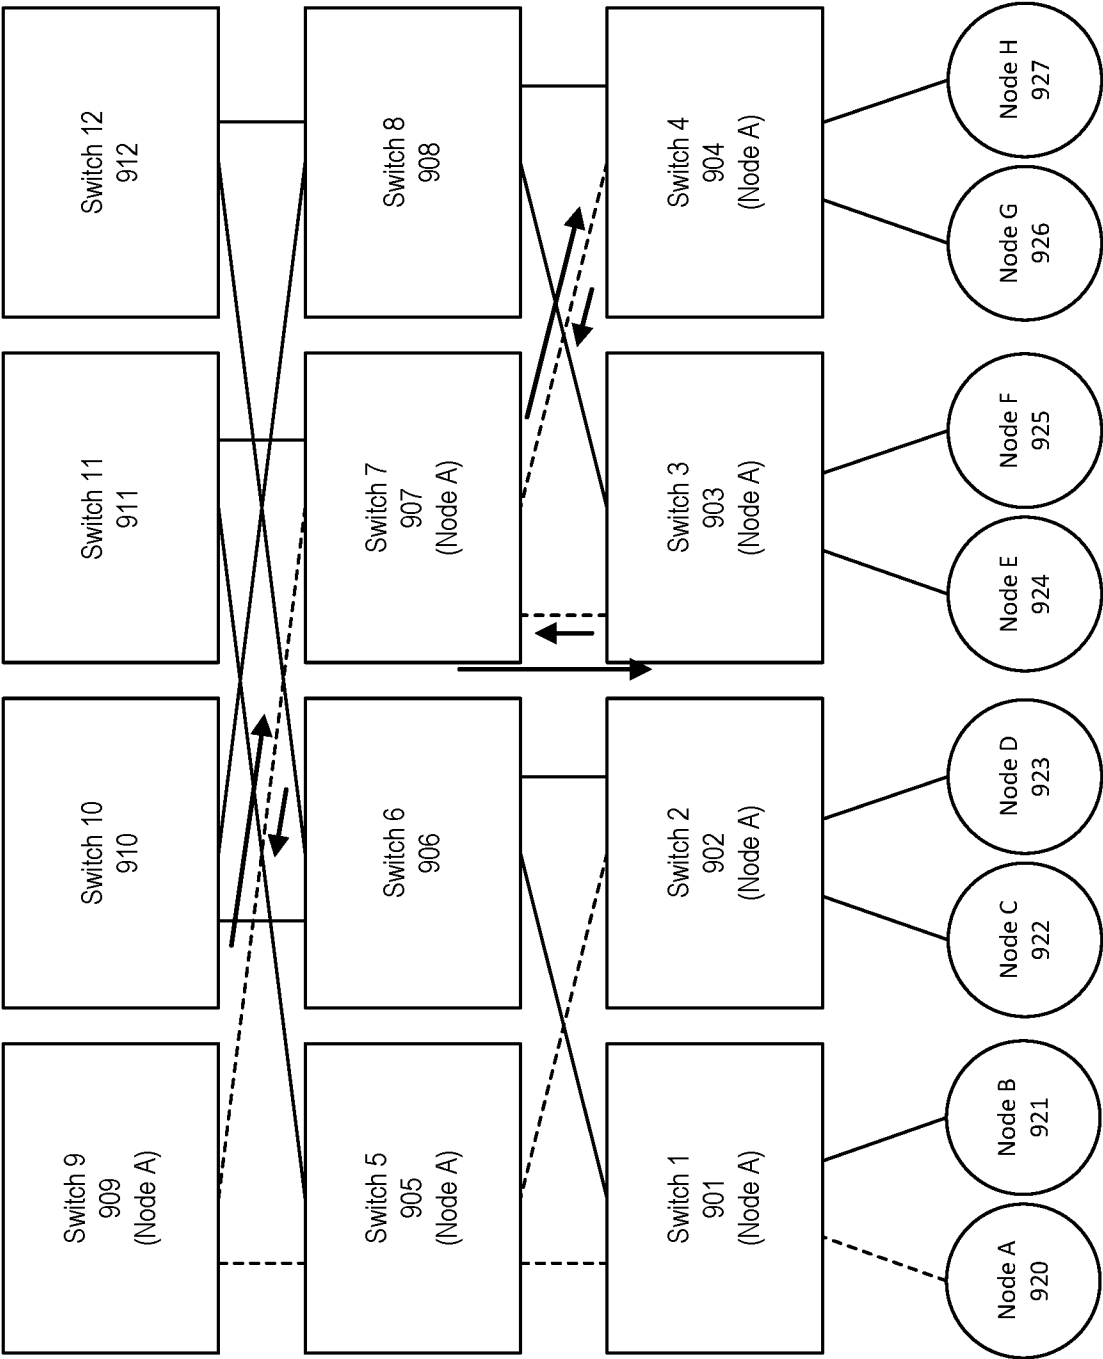 Switch 9
909
(Node A)
Switch 10
910
Switch 11
911
Switch 12
912
Switch 5
905
(Node A)
Switch 6
906
Switch 7
907
(Node A)
Switch 8
908
Switch 1
901
(Node A)
Switch 2
902
(Node A)
Switch 3
903
(Node A)
Switch 4
904
(Node A)
Node A
920
Node B
921
Node C
922
Node D
923
Node E
924
Node F
925
Node G
926
Node H
927